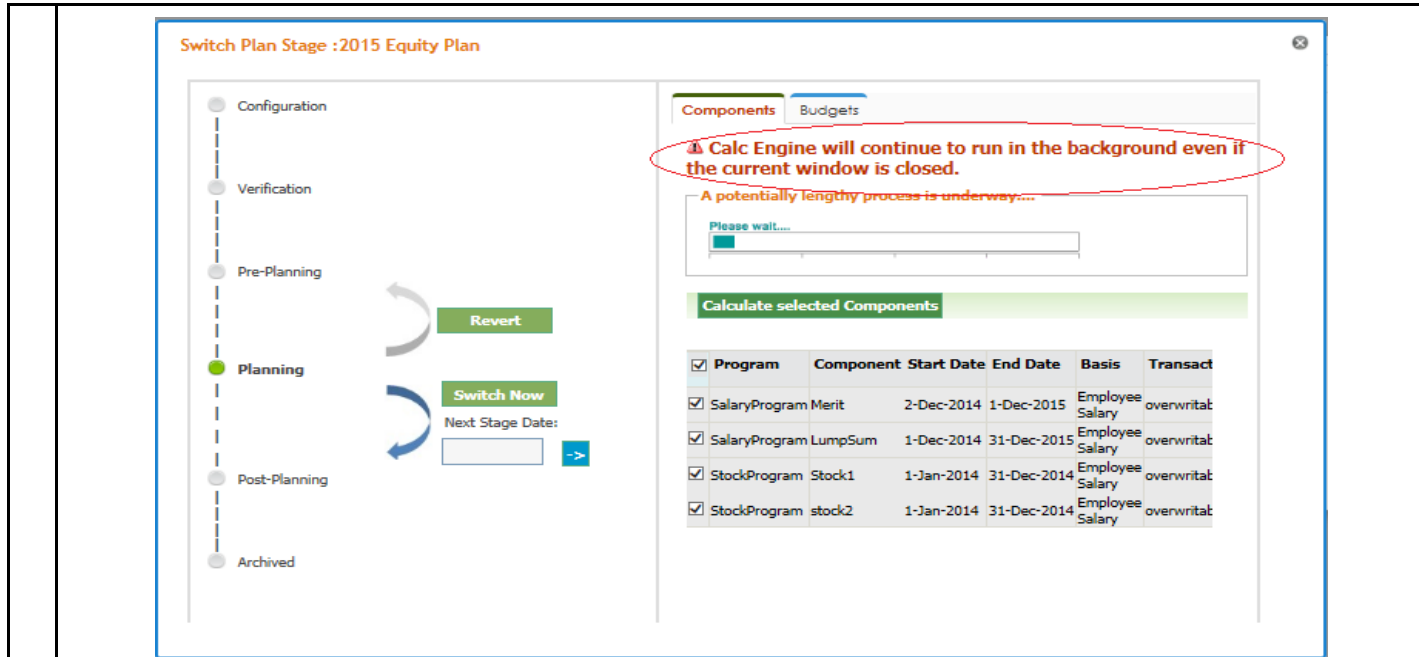 Switch Plan Stage :2015 Equity Plan
Configuration
Verification
Pre-Planning
Revert
Planning
Switch Now
Next Stage Date:
->
Post-Planning
Archived
Components Budgets
Calc Engine will continue to run in the background even if
the current window is closed.
A potentially lengthy process is underway....
Please wait....
Calculate selected Components
Program Component Start Date End Date Basis Transact
SalaryProgram Merit 2-Dec-2014 1-Dec-2015 Employee Salary overwritab
SalaryProgram LumpSum 1-Dec-2014 31-Dec-2015 Employee Salary overwritab
StockProgram Stock1 1-Jan-2014 31-Dec-2014 Employee Salary overwritab
StockProgram stock2 1-Jan-2014 31-Dec-2014 Employee Salary overwritab